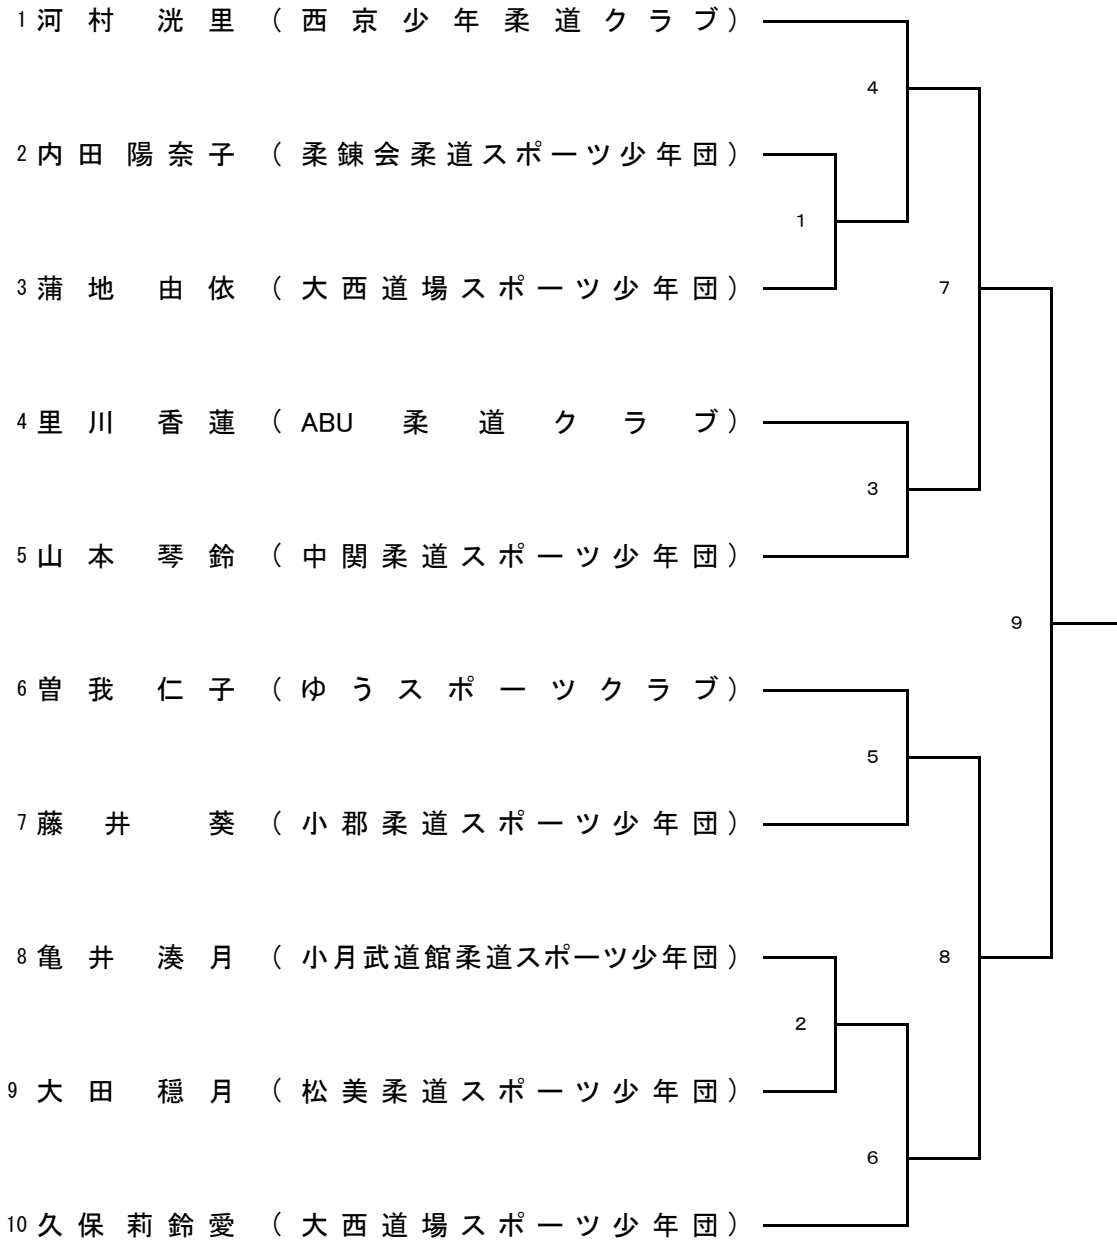 1 河村 洸里 (西京少年柔道クラブ)
4
2 内田 陽奈子 (柔錬会柔道スポーツ少年団)
1
3 蒲地 由依 (大西道場スポーツ少年団)
7
4 里川 香蓮 (ABU柔道クラブ)
3
5 山本 琴鈴 (中関柔道スポーツ少年団)
9
6 曽我 仁子 (ゆうスポーツクラブ)
5
7 藤井 葵 (小郡柔道スポーツ少年団)
8 亀井 湊月 (小月武道館柔道スポーツ少年団)
8
2
9 大田 穏月 (松美柔道スポーツ少年団)
6
10 久保 莉鈴愛 (大西道場スポーツ少年団)